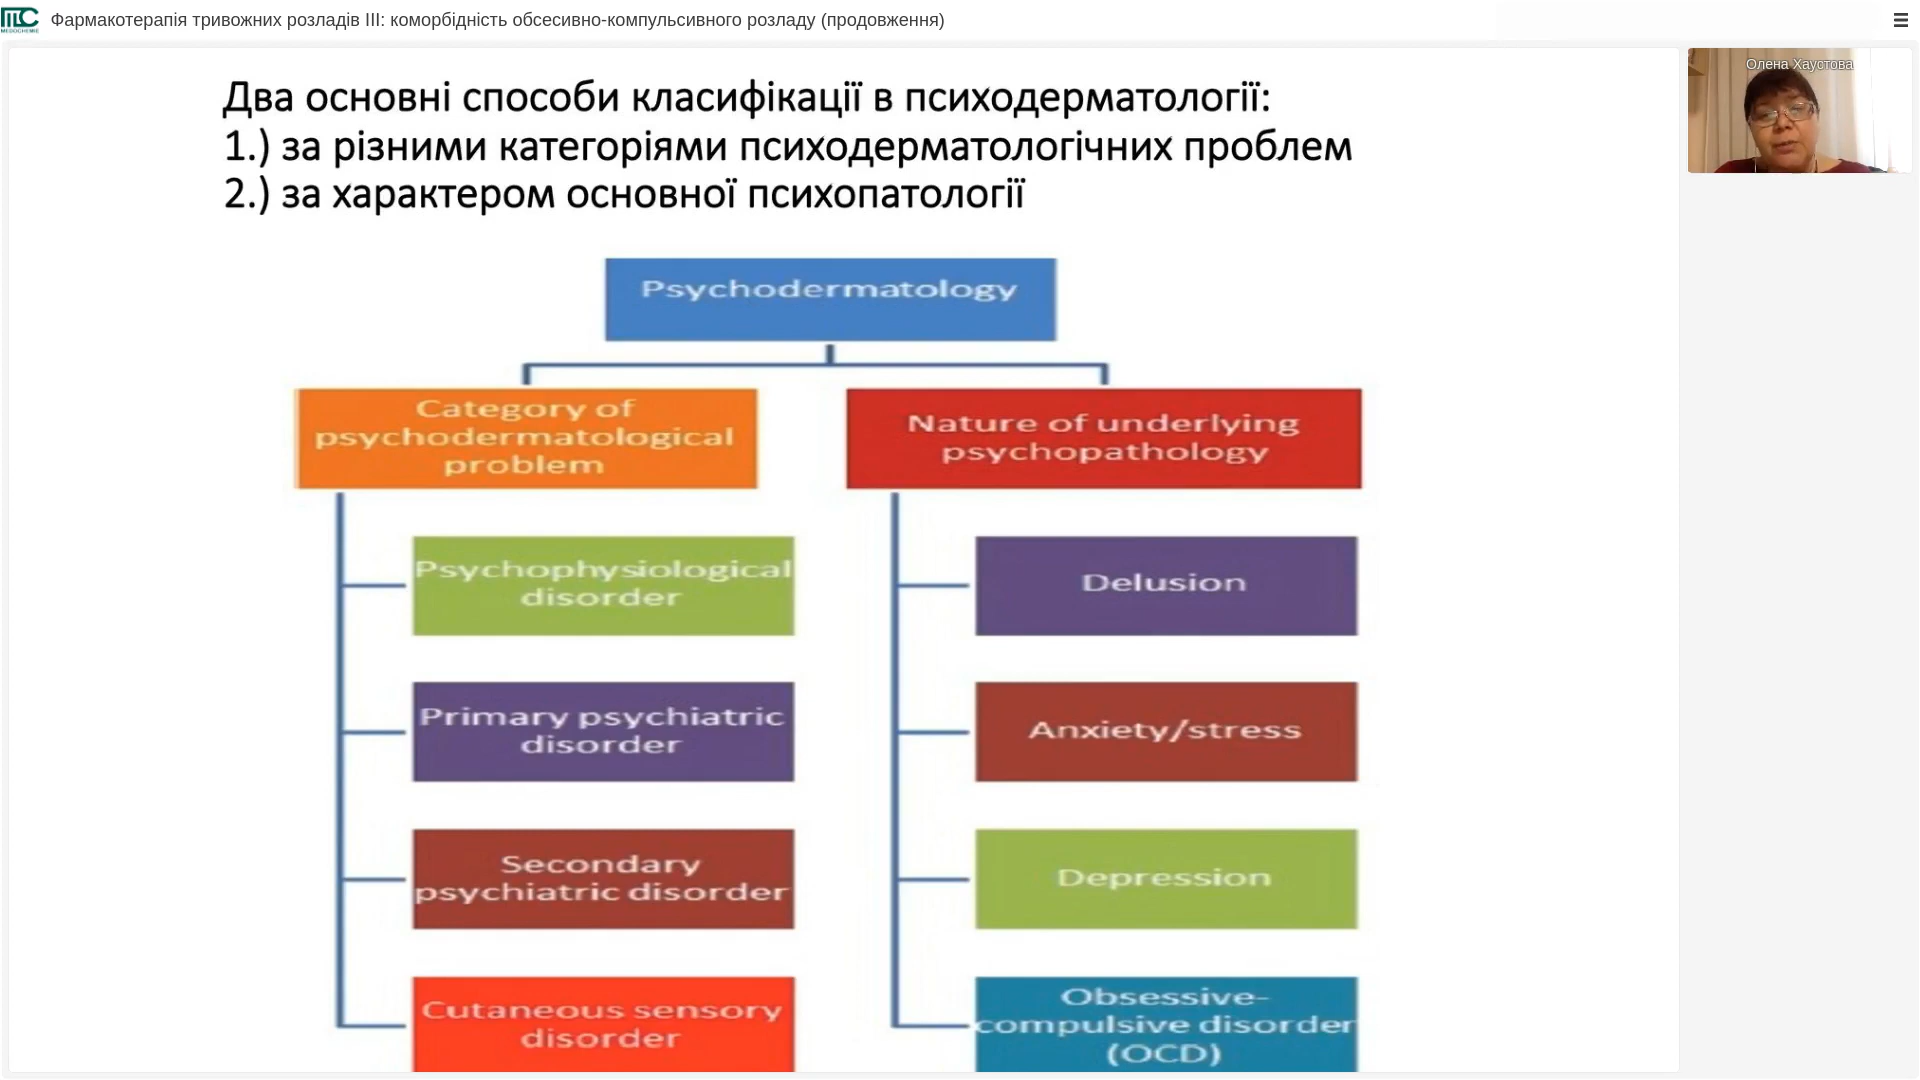 MEDOCHEMIE
Фармакотерапія тривожних розладів III: коморбідність обсесивно-компульсивного розладу (продовження)
Олена Хаустова
Два основні способи класифікації в психодерматології:
1.) за різними категоріями психодерматологічних проблем
2.) за характером основної психопатології
Psychodermatology
Category of
psychodermatological
problem
Nature of underlying
psychopathology
Psychophysiological
disorder
Delusion
Primary psychiatric
disorder
Anxiety/stress
Secondary
psychiatric disorder
Depression
Cutaneous sensory
disorder
Obsessive-
compulsive disorder
(OCD)